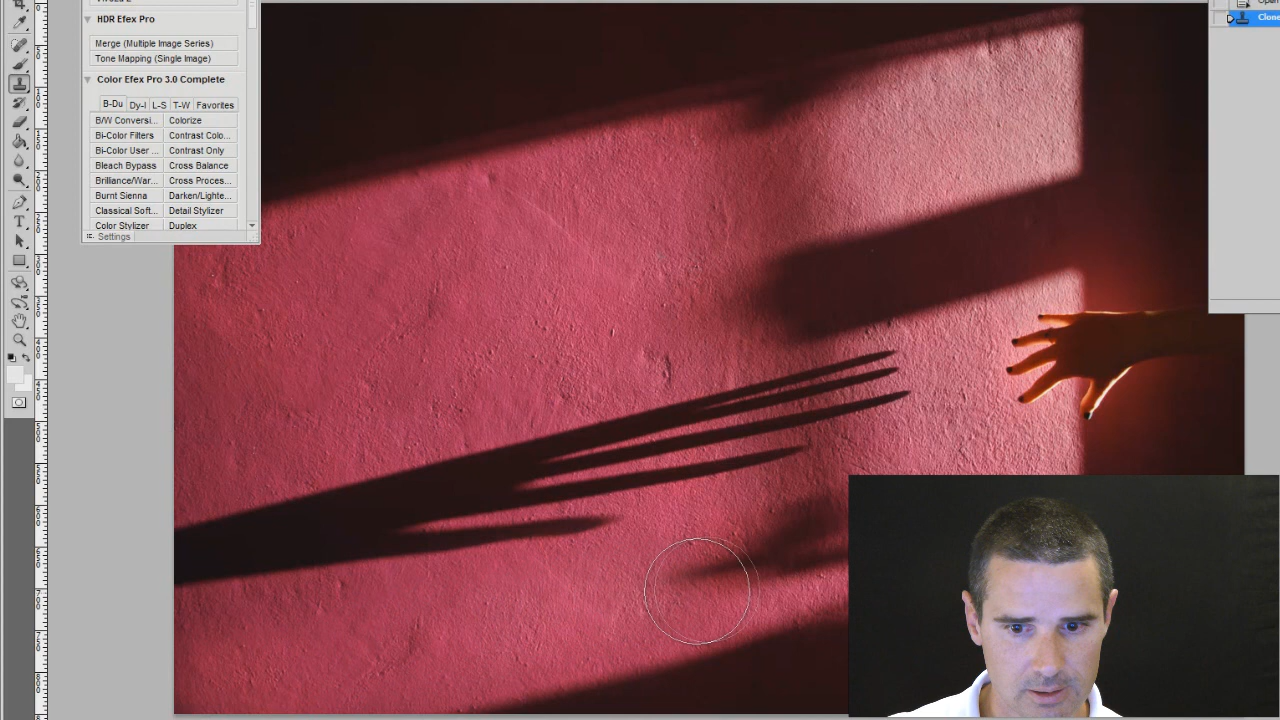 HDR Efex Pro
Merge (Multiple Image Series)
Tone Mapping (Single Image)
Color Efex Pro 3.0 Complete
B-Du Dy-I L-S T-W Favorites
B/W Conversi... Colorize
Bi-Color Filters Contrast Colo...
Bi-Color User ... Contrast Only
Bleach Bypass Cross Balance
Brilliance/War... Cross Proces...
Burnt Sienna Darken/Lighte...
Classical Soft... Detail Stylizer
Color Stylizer Duplex
Settings
Open
Clone